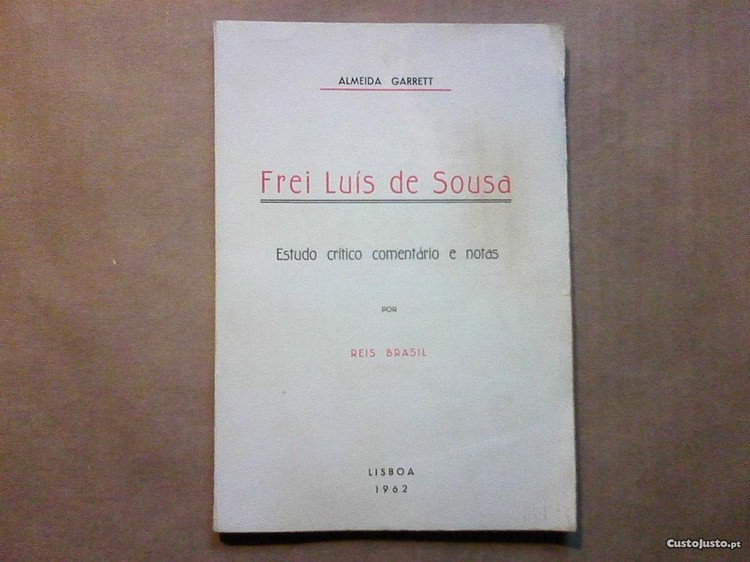 ALMEIDA GARRETT
Frei Luís de Sousa
Estudo crítico comentário e notas
POR
REIS BRASIL
LISBOA
1962
CustoJusto.pt